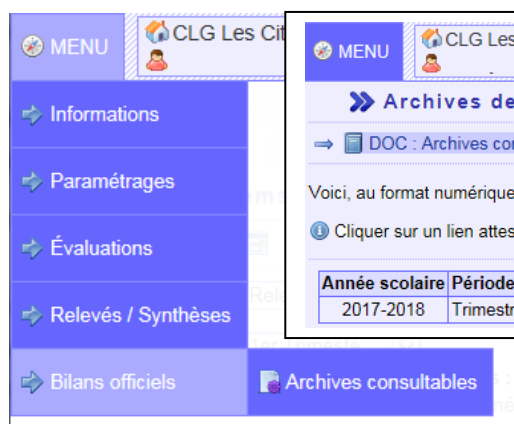 MENU
CLG Les Cit
Informations
Paramétrages
Évaluations
Relevés / Synthèses
Bilans officiels
Archives consultables
MENU
CLG Les
Archives de
DOC : Archives con
Voici, au format numérique
Cliquer sur un lien attes
Année scolaire Période
2017-2018 Trimestr